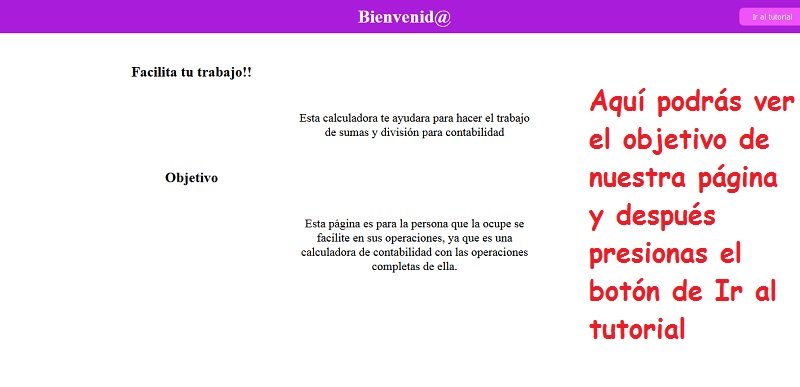 Bienvenid@
Ir al tutorial
Facilita tu trabajo!!
Esta calculadora te ayudara para hacer el trabajo
de sumas y división para contabilidad
Objetivo
Esta página es para la persona que la ocupe se
facilite en sus operaciones, ya que es una
calculadora de contabilidad con las operaciones
completas de ella.
Aquí podrás ver
el objetivo de
nuestra página
y después
presionas el
botón de Ir al
tutorial